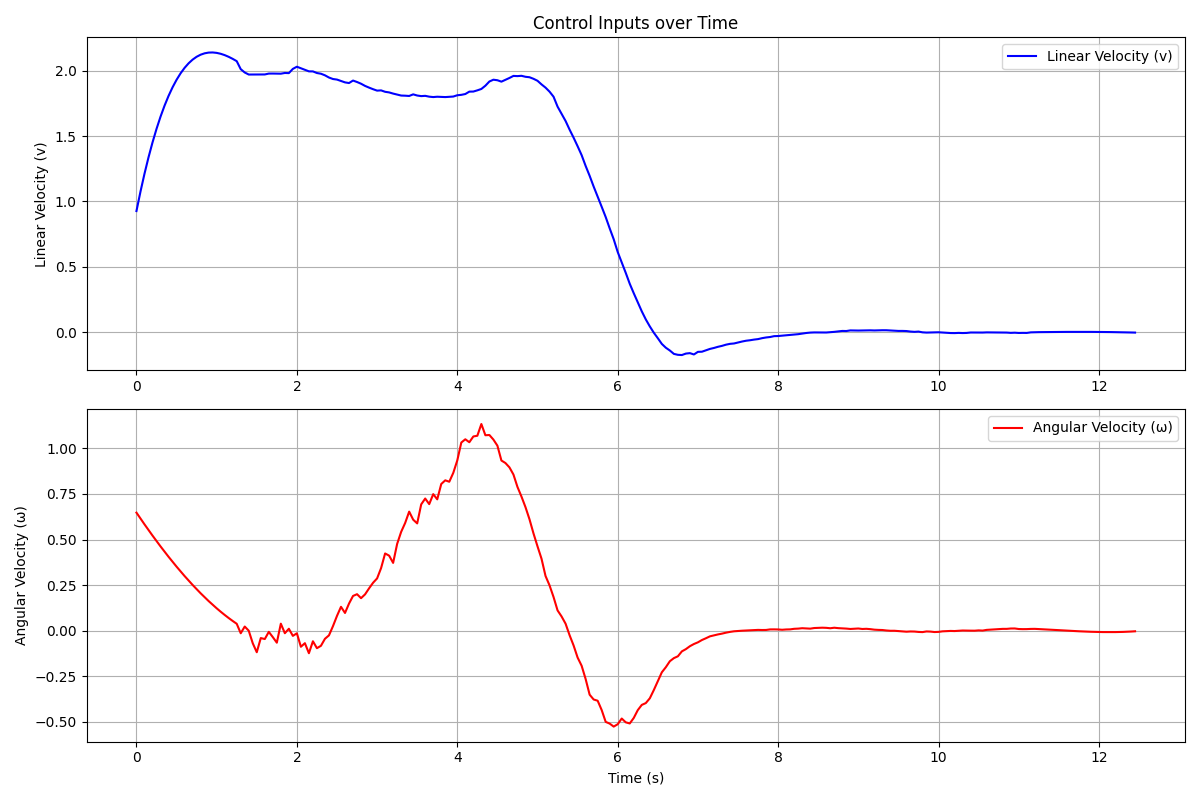 Control Inputs over Time
Linear Velocity (v)
2.0
1.5
1.0
0.5
0.0
Linear Velocity (v)
0 2 4 6 8 10 12
Angular Velocity (ω)
1.00
0.75
0.50
0.25
0.00
−0.25
−0.50
Angular Velocity (ω)
0 2 4 6 8 10 12
Time (s)